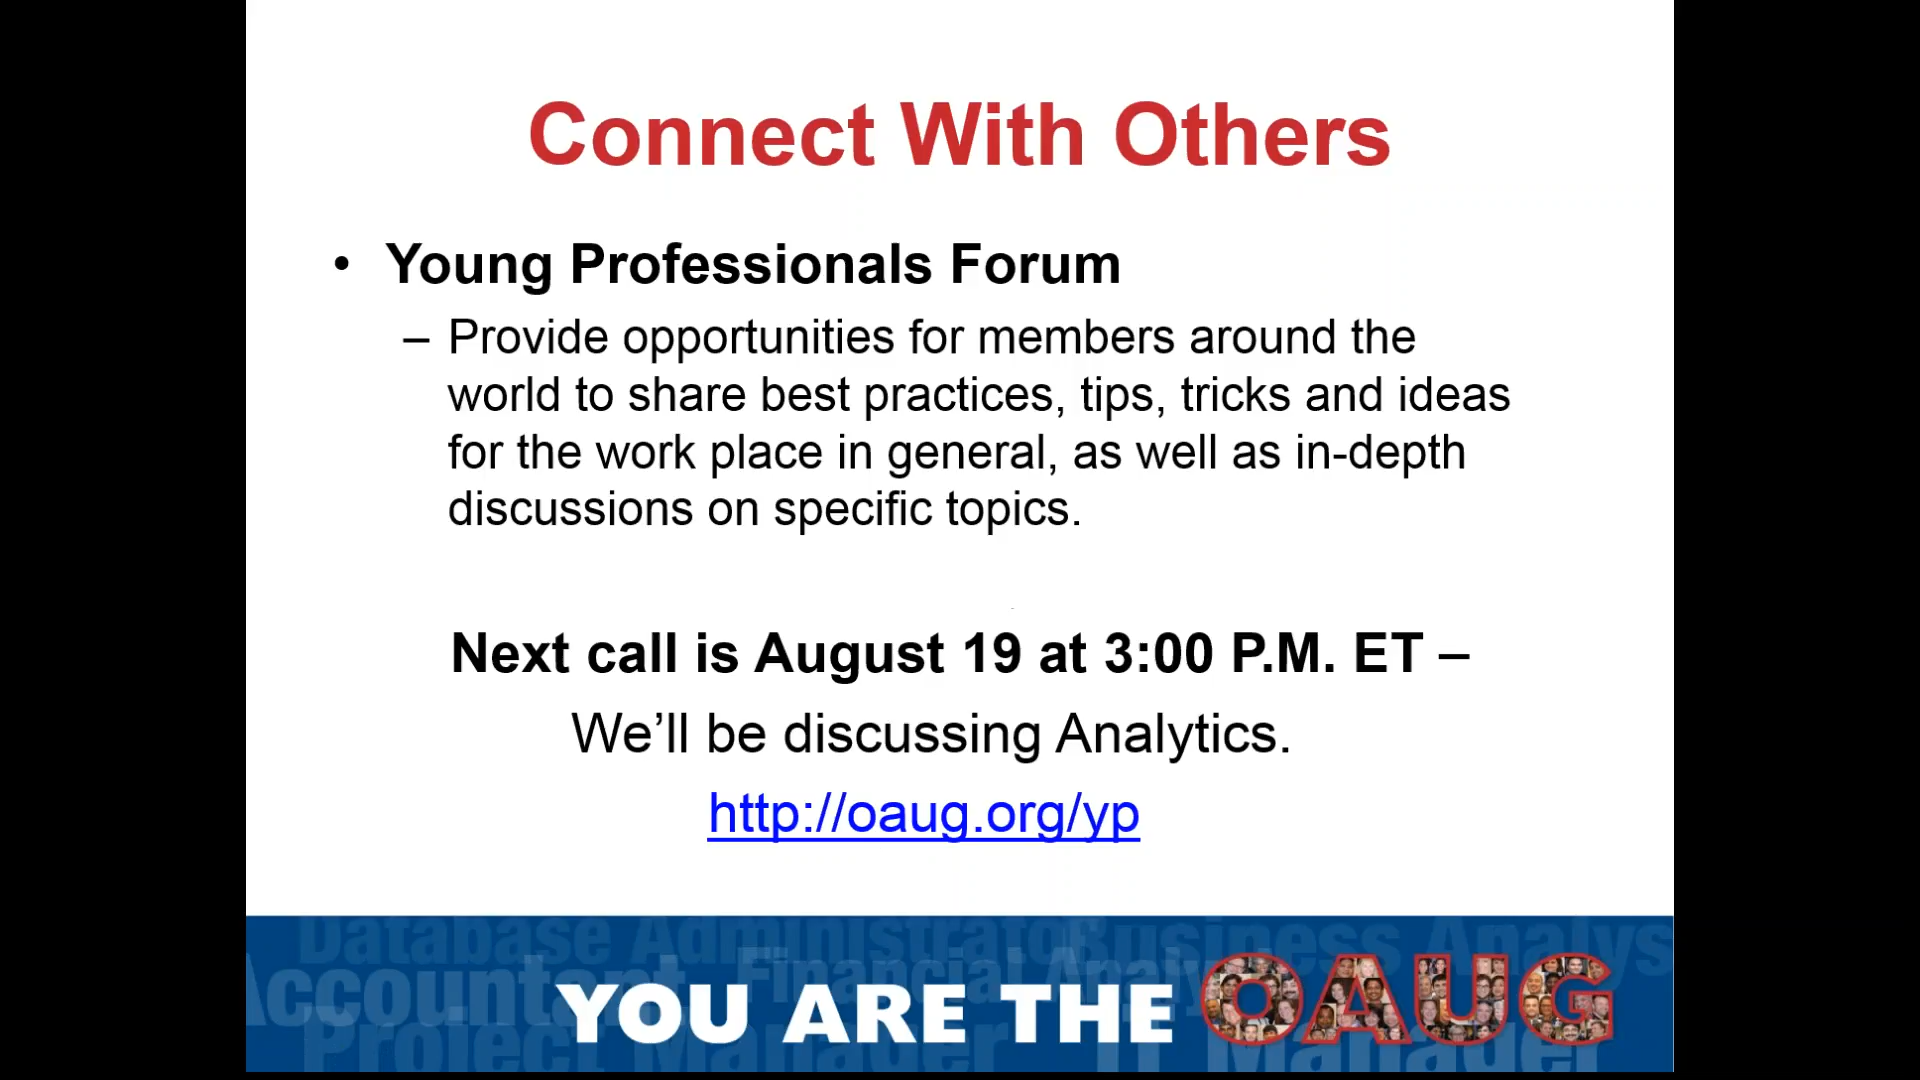 Connect With Others
• Young Professionals Forum
– Provide opportunities for members around the
world to share best practices, tips, tricks and ideas
for the work place in general, as well as in-depth
discussions on specific topics.
Next call is August 19 at 3:00 P.M. ET –
We’ll be discussing Analytics.
http://oaug.org/yp
Database Administrator Business Analys
Accountant Financial Analy
YOU ARE THE OAUG
Project Manager IT Manager